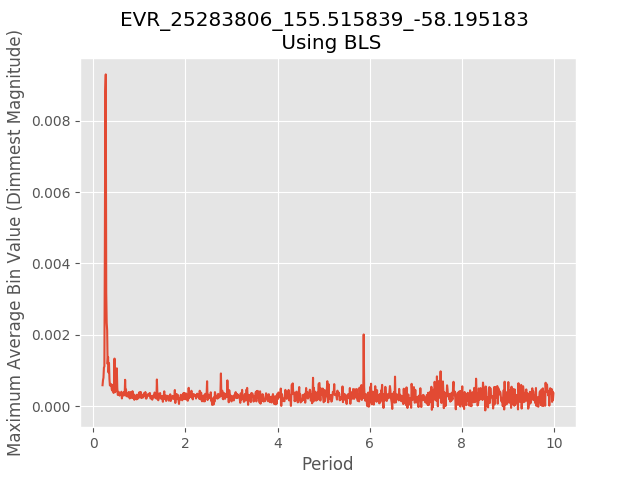 EVR_25283806_155.515839_-58.195183
Using BLS
Maximum Average Bin Value (Dimmest Magnitude)
0.008
0.006
0.004
0.002
0.000
0
2
4
6
8
10
Period